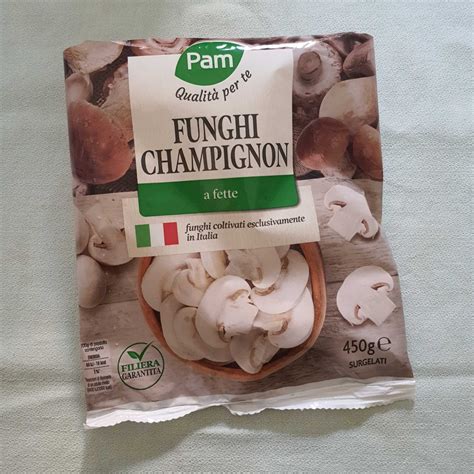 Pam
Qualità per te
FUNGHI
CHAMPIGNON
a fette
funghi coltivati esclusivamente
in Italia
FILIERA
GARANTITA
450g e
SURGELATI